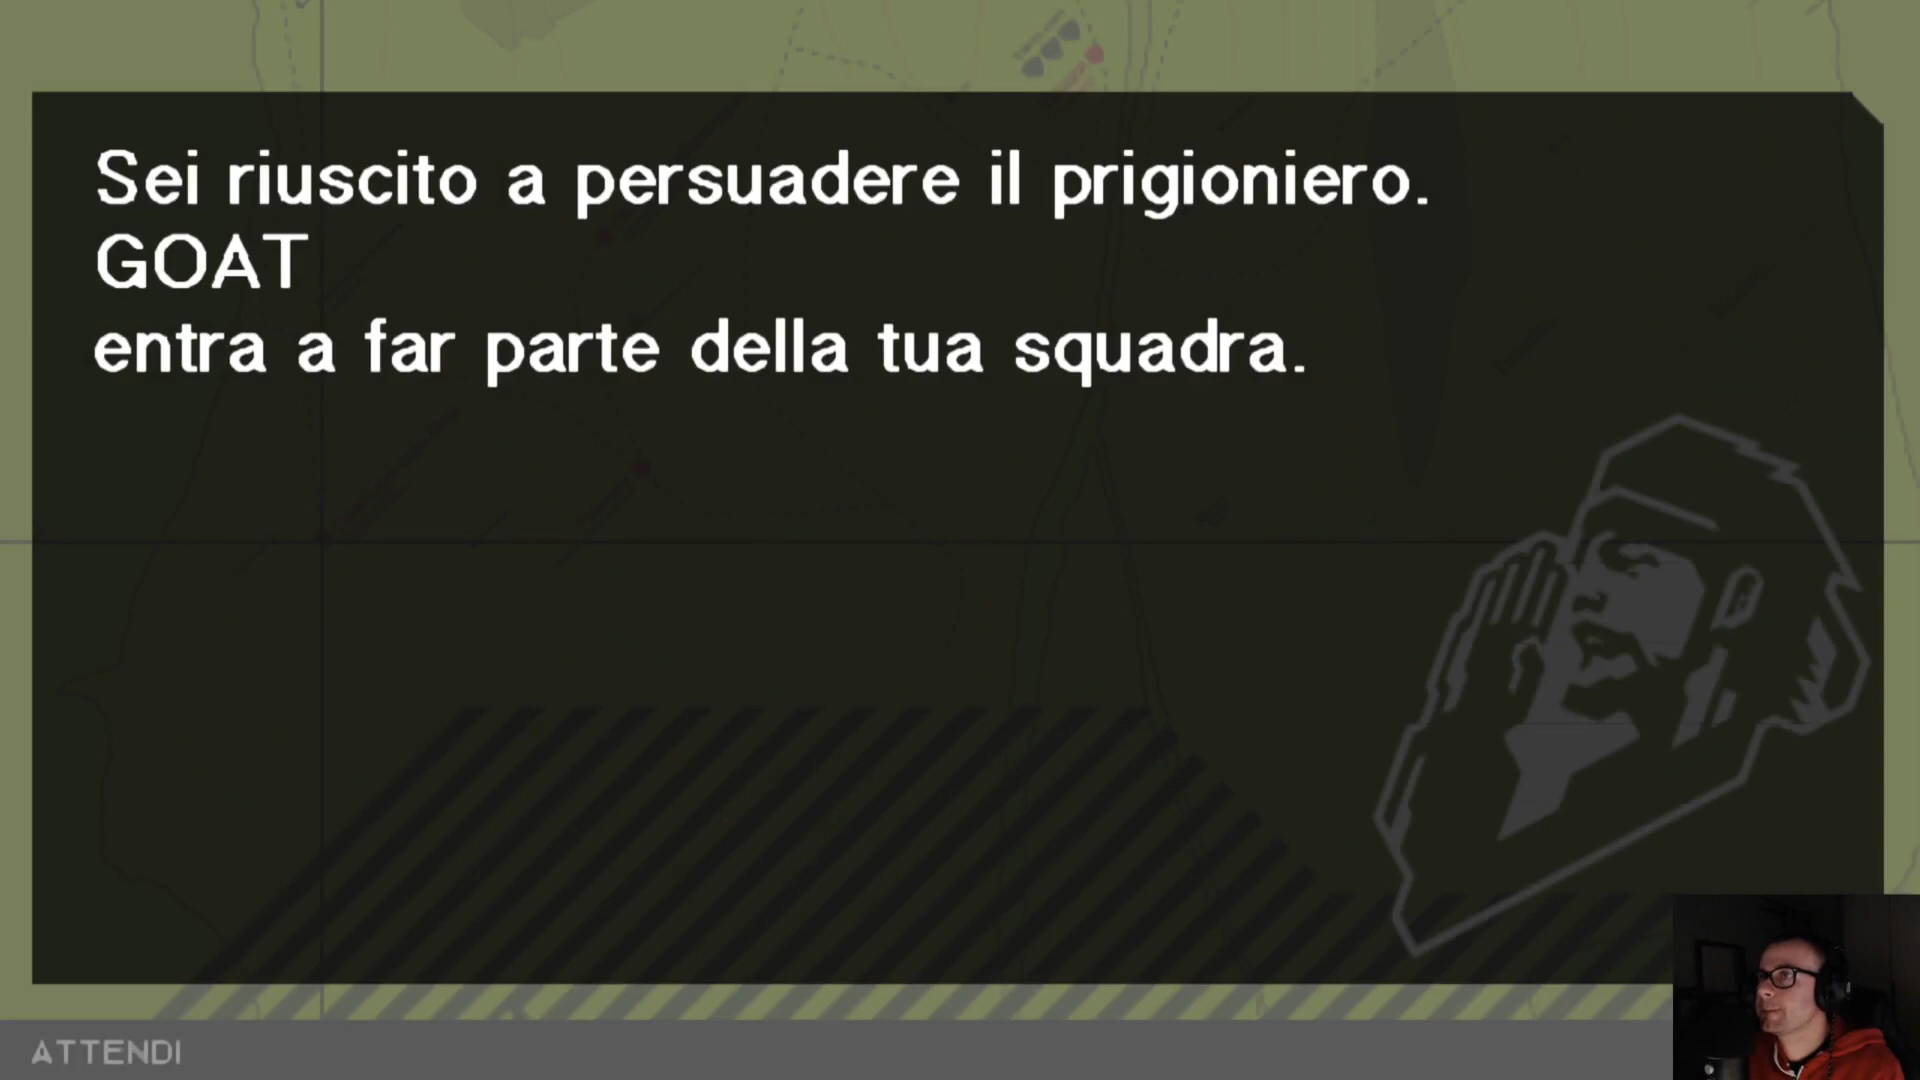 Sei riuscito a persuadere il prigioniero.
GOAT
entra a far parte della tua squadra.
ATTENDI